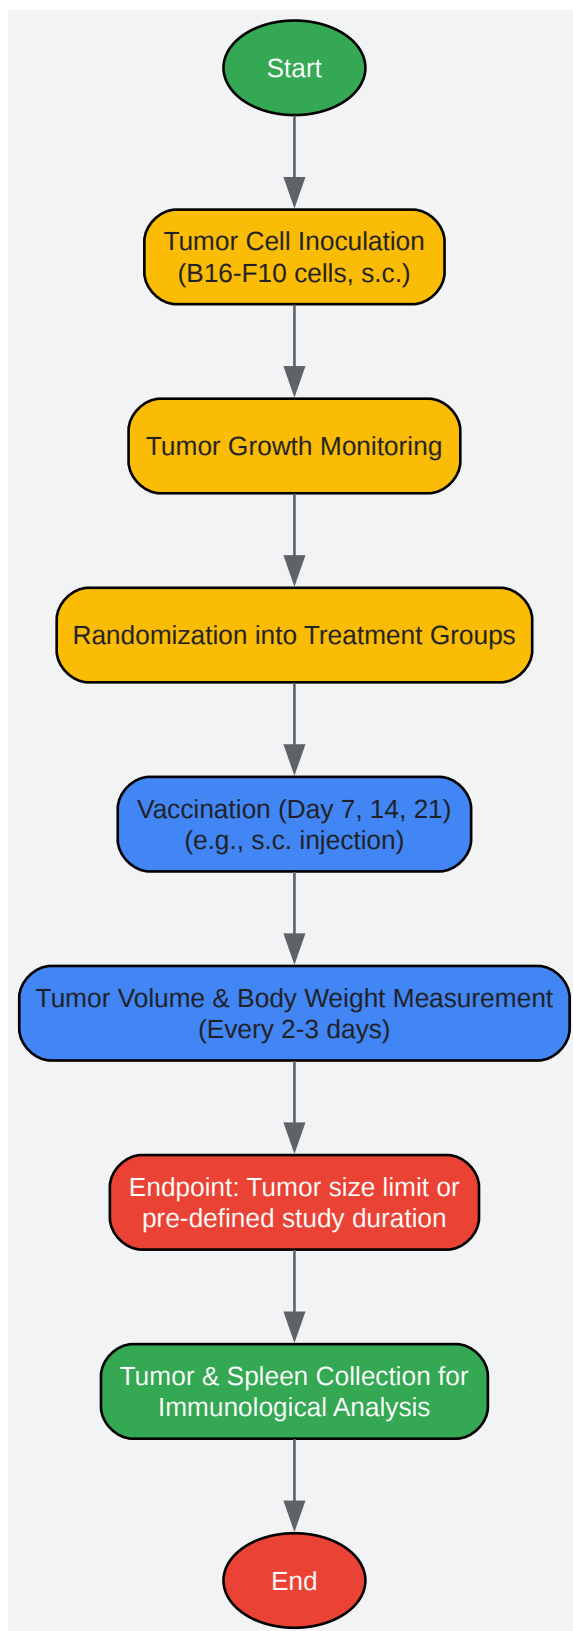 Start
Tumor Cell Inoculation
(B16-F10 cells, s.c.)
Tumor Growth Monitoring
Randomization into Treatment Groups
Vaccination (Day 7, 14, 21)
(e.g., s.c. injection)
Tumor Volume & Body Weight Measurement
(Every 2-3 days)
Endpoint: Tumor size limit or
pre-defined study duration
Tumor & Spleen Collection for
Immunological Analysis
End